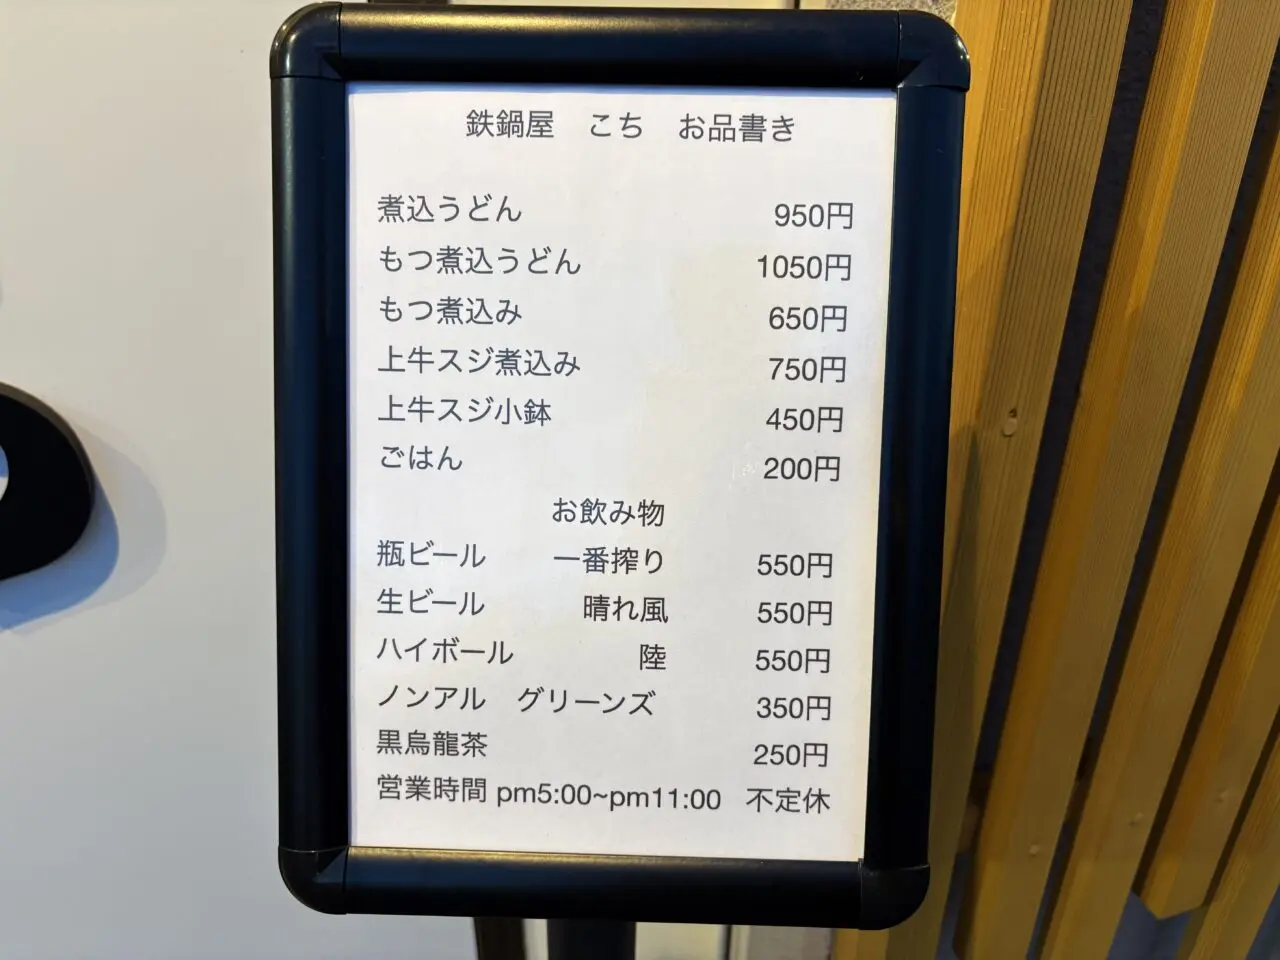 鉄鍋屋　こち　お品書き
煮込うどん　950円
もつ煮込うどん　1050円
もつ煮込み　650円
上牛スジ煮込み　750円
上牛スジ小鉢　450円
ごはん　200円
お飲み物
瓶ビール　一番搾り　550円
生ビール　晴れ風　550円
ハイボール　陸　550円
ノンアル　グリーンズ　350円
黒烏龍茶　250円
営業時間 pm5:00~pm11:00　不定休